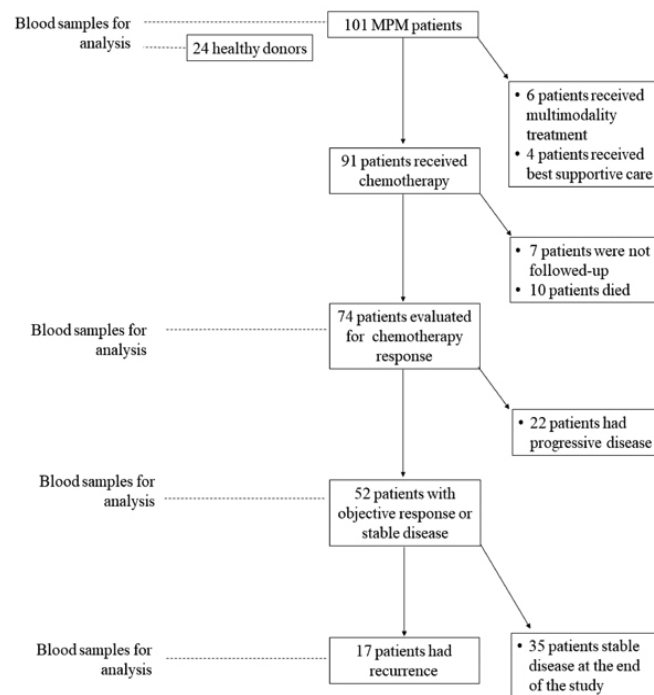 Blood samples for
analysis
101 MPM patients
24 healthy donors
• 6 patients received
multimodality
treatment
• 4 patients received
best supportive care
91 patients received
chemotherapy
• 7 patients were not
followed-up
• 10 patients died
Blood samples for
analysis
74 patients evaluated
for chemotherapy
response
• 22 patients had
progressive disease
Blood samples for
analysis
52 patients with
objective response or
stable disease
Blood samples for
analysis
17 patients had
recurrence
• 35 patients stable
disease at the end
of the study